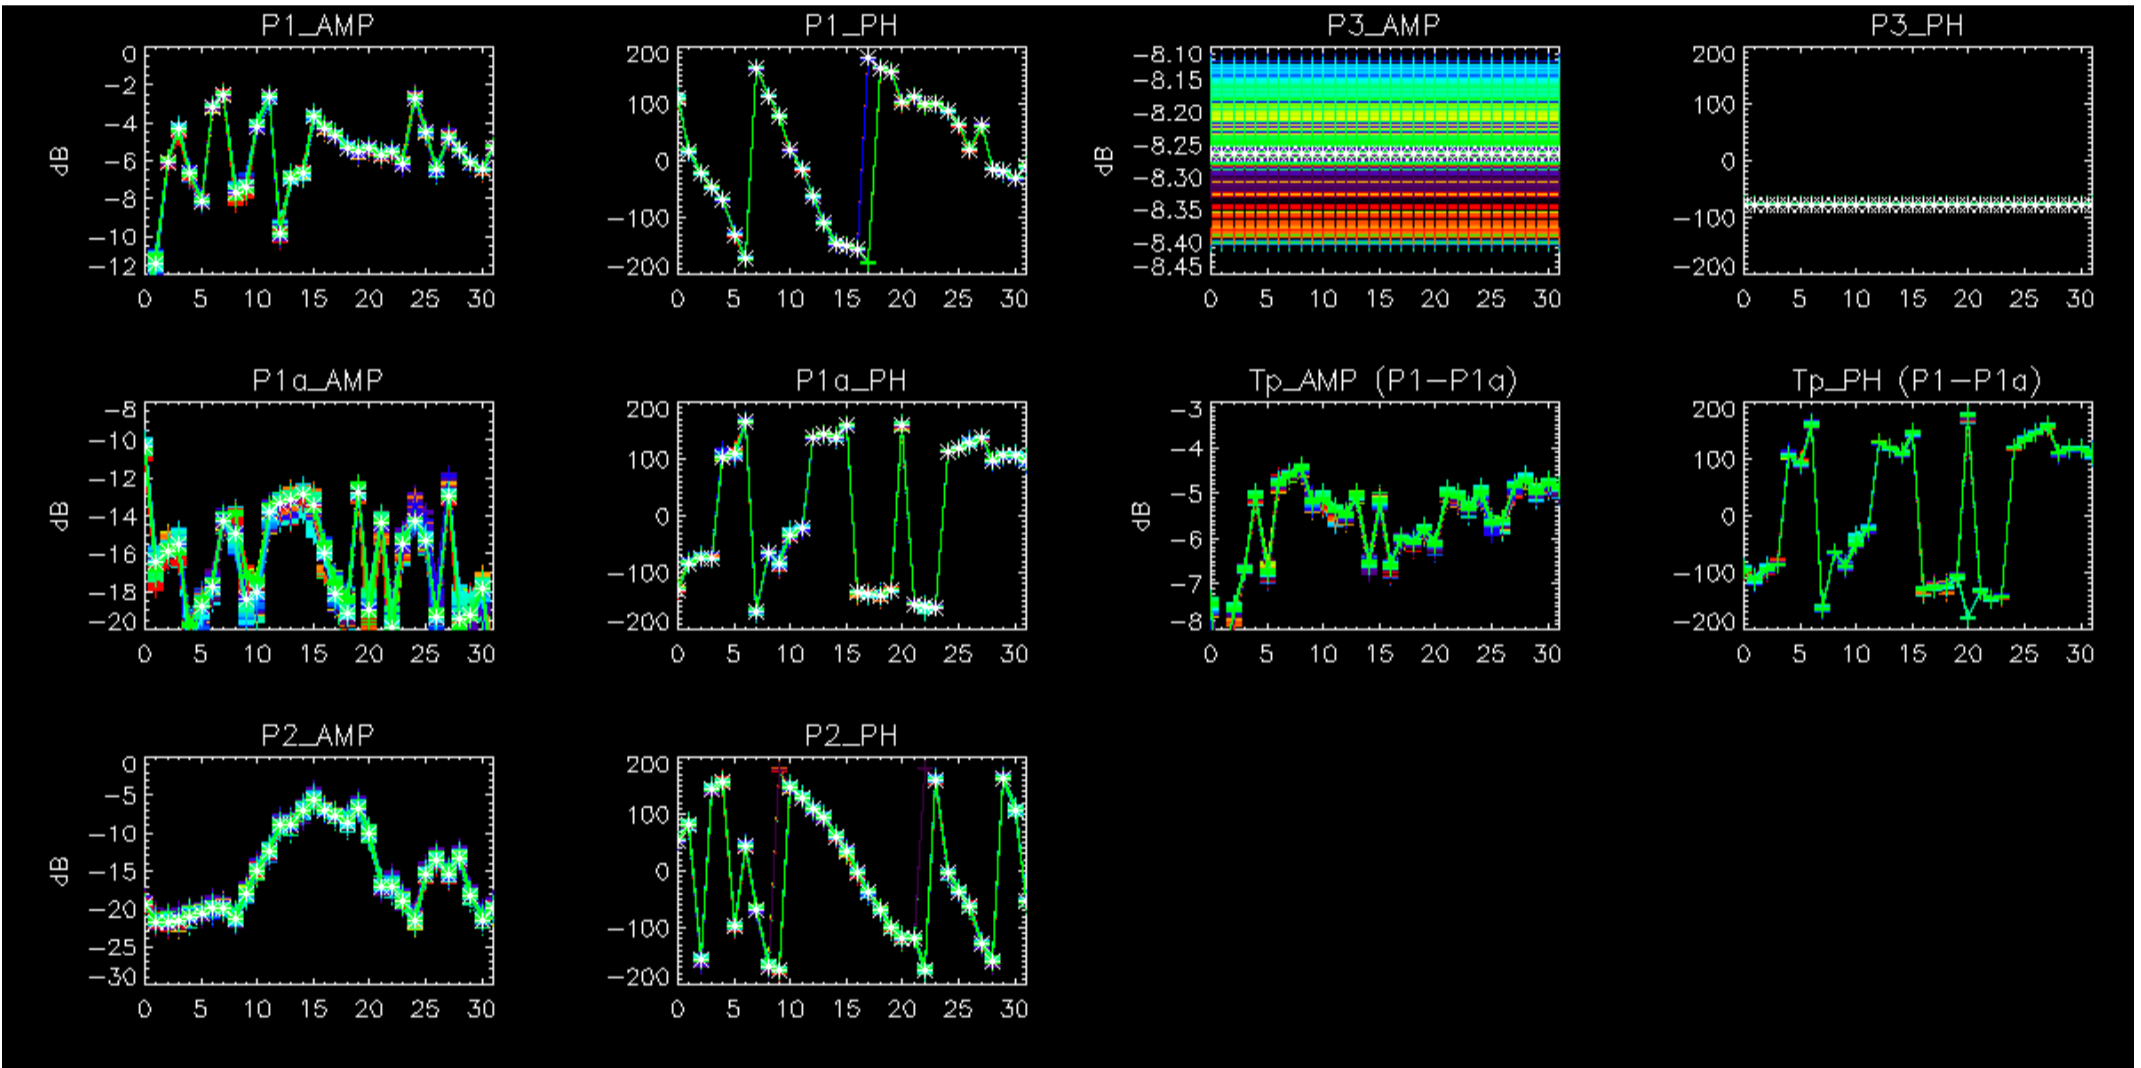 P1_AMP
dB
0
-2
-4
-6
-8
-10
-12
0 5 10 15 20 25 30
P1_PH
200
100
0
-100
-200
0 5 10 15 20 25 30
P3_AMP
dB
-8.10
-8.15
-8.20
-8.25
-8.30
-8.35
-8.40
-8.45
0 5 10 15 20 25 30
P3_PH
200
100
0
-100
-200
0 5 10 15 20 25 30
P1a_AMP
dB
-8
-10
-12
-14
-16
-18
-20
0 5 10 15 20 25 30
P1a_PH
200
100
0
-100
-200
0 5 10 15 20 25 30
Tp_AMP (P1-P1a)
dB
-3
-4
-5
-6
-7
-8
0 5 10 15 20 25 30
Tp_PH (P1-P1a)
200
100
0
-100
-200
0 5 10 15 20 25 30
P2_AMP
dB
0
-5
-10
-15
-20
-25
-30
0 5 10 15 20 25 30
P2_PH
200
100
0
-100
-200
0 5 10 15 20 25 30